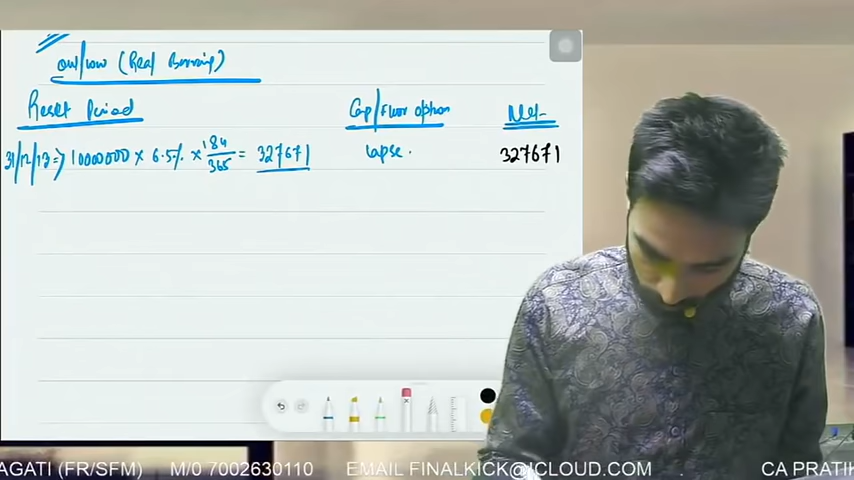 outflow (Real Borrowing)
Reset Period Cap/Floor option Net
31/12/13 => 10000000 × 6.5% × 184/365 = 327671 lapse. 327671
AGATI (FR/SFM) M/0 7002630110 EMAIL FINALKICK@ICLOUD.COM CA PRATIK